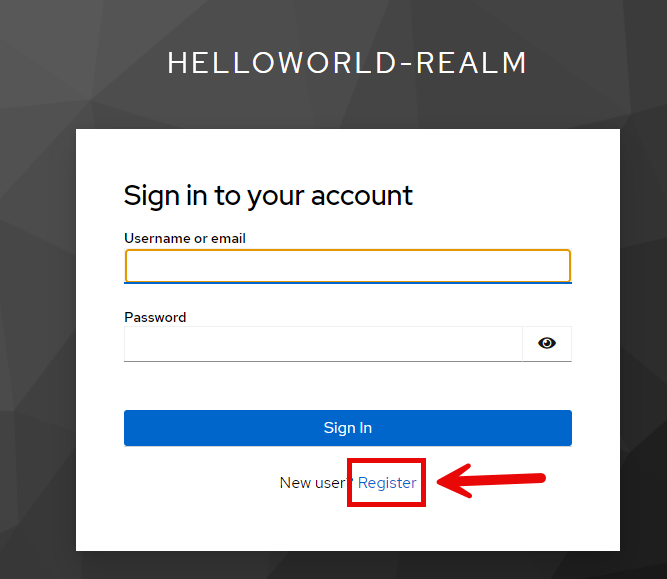 HELLOWORLD-REALM
Sign in to your account
Username or email
Password
Sign In
New user? Register